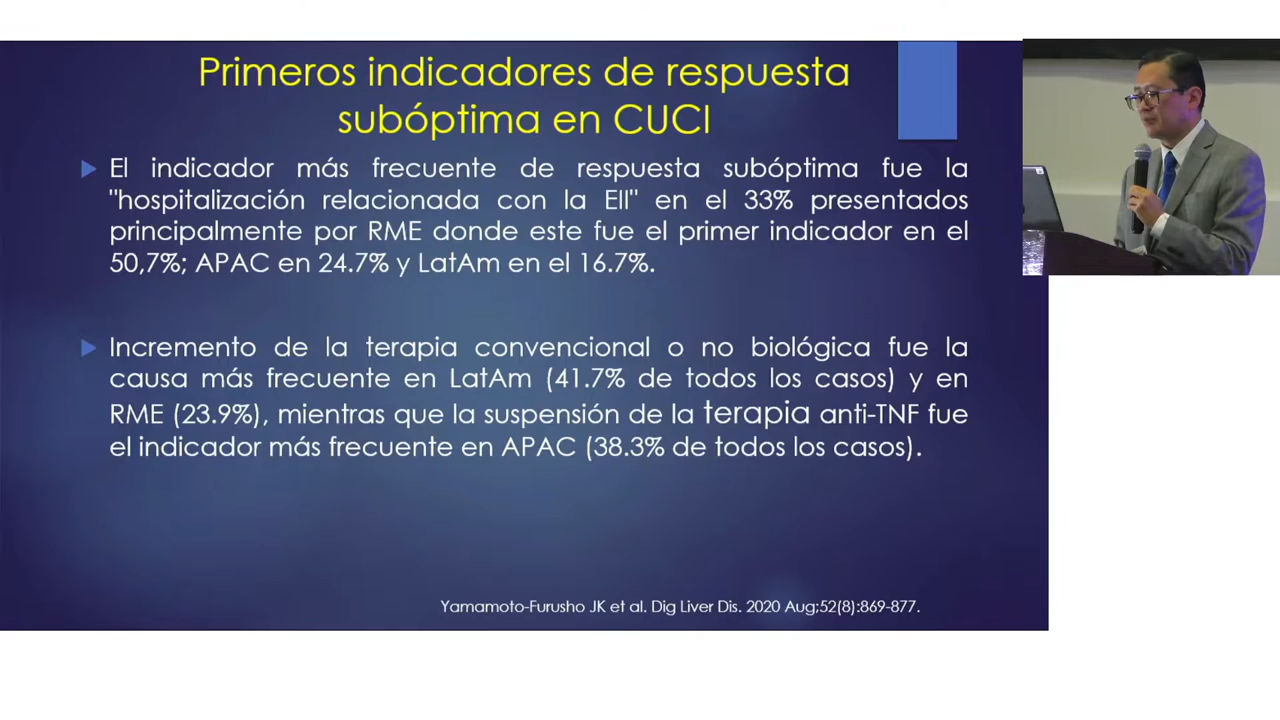 Primeros indicadores de respuesta
subóptima en CUCI
El indicador más frecuente de respuesta subóptima fue la
"hospitalización relacionada con la EII" en el 33% presentados
principalmente por RME donde este fue el primer indicador en el
50,7%; APAC en 24.7% y LatAm en el 16.7%.
Incremento de la terapia convencional o no biológica fue la
causa más frecuente en LatAm (41.7% de todos los casos) y en
RME (23.9%), mientras que la suspensión de la terapia anti-TNF fue
el indicador más frecuente en APAC (38.3% de todos los casos).
Yamamoto-Furusho JK et al. Dig Liver Dis. 2020 Aug;52(8):869-877.